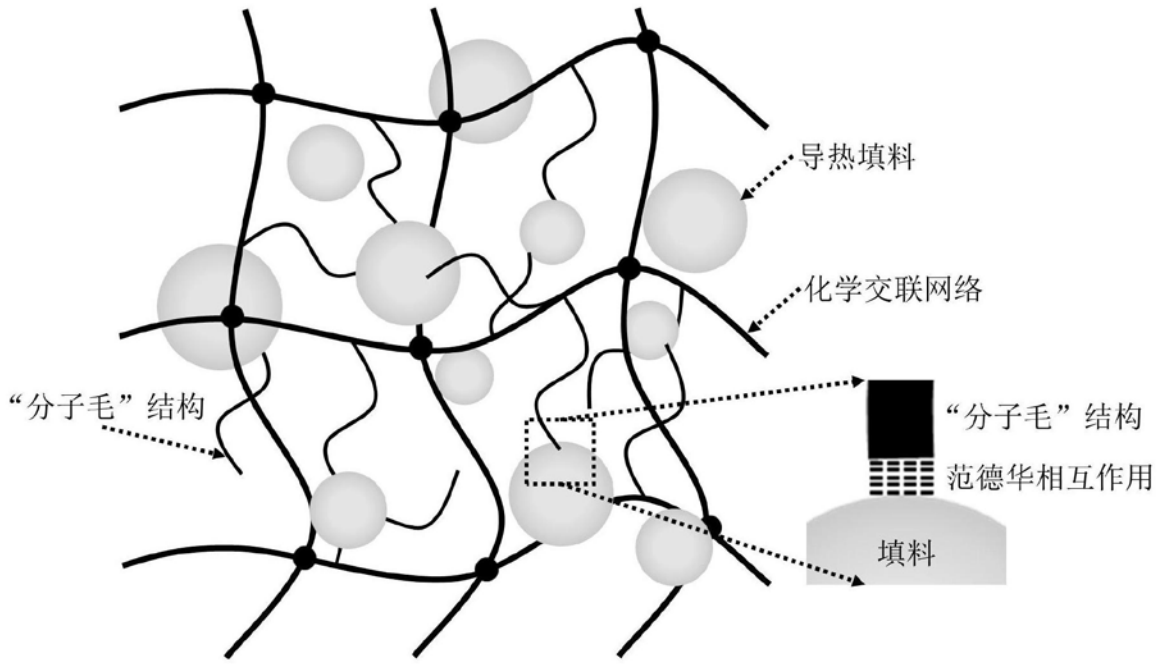 导热填料
化学交联网络
“分子毛”结构
“分子毛”结构
范德华相互作用
填料